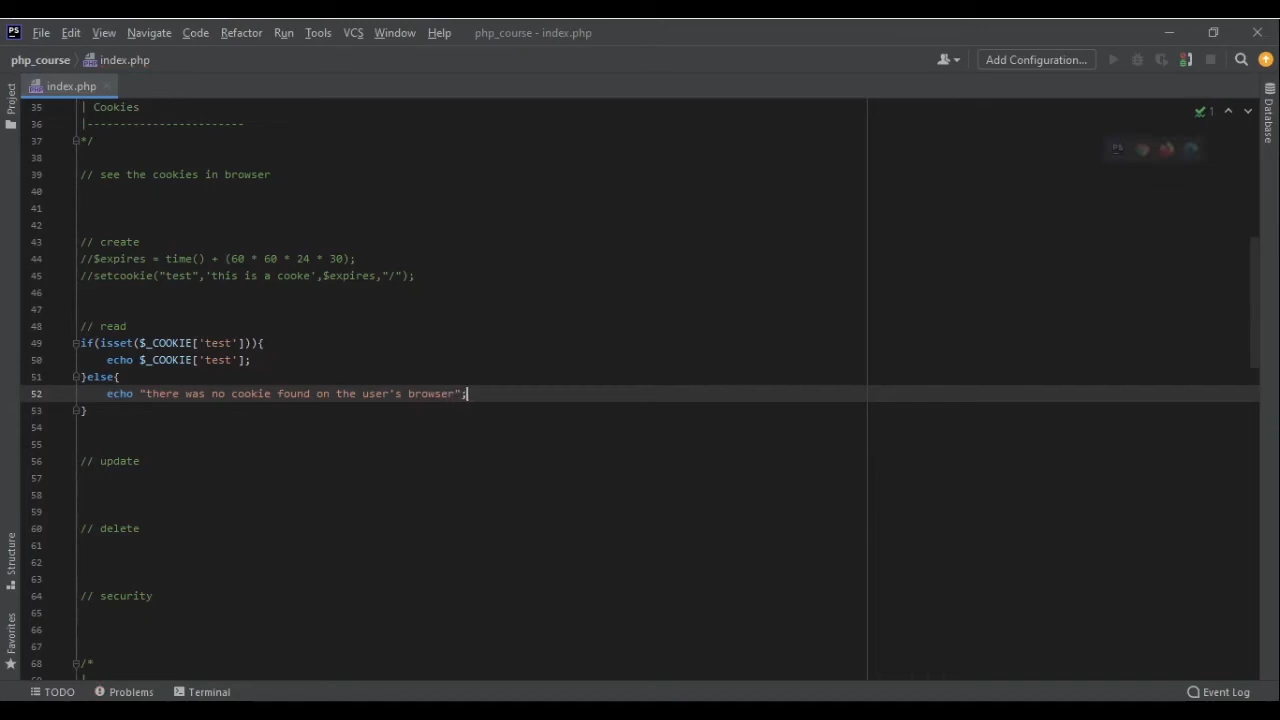 PS File Edit View Navigate Code Refactor Run Tools VCS Window Help php_course - index.php
php_course index.php Add Configuration...
index.php
Project
Database
1
35 | Cookies
36 |------------------------
37 */
38
39 // see the cookies in browser
40
41
42
43 // create
44 //$expires = time() + (60 * 60 * 24 * 30);
45 //setcookie("test",'this is a cooke',$expires,"/");
46
47
48 // read
49 if(isset($_COOKIE['test'])){
50 echo $_COOKIE['test'];
51 }else{
52 echo "there was no cookie found on the user's browser";
53 }
54
55
56 // update
57
58
59
60 // delete
61
62
63
64 // security
65
66
67
68 /*
Structure
Favorites
TODO Problems Terminal Event Log